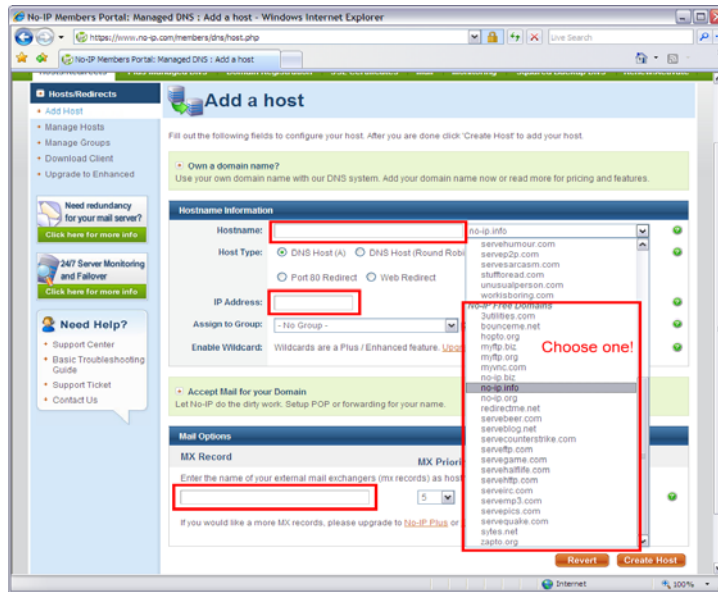 No-IP Members Portal: Managed DNS : Add a host - Windows Internet Explorer
https://www.no-ip.com/members/dns/host.php
Live Search
No-IP Members Portal: Managed DNS : Add a host
Hosts/Redirects
Add Host
Manage Hosts
Manage Groups
Download Client
Upgrade to Enhanced
Need redundancy
for your mail server?
Click here for more info
24/7 Server Monitoring
and Failover
Click here for more info
Need Help?
Support Center
Basic Troubleshooting
Guide
Support Ticket
Contact Us
Add a host
Fill out the following fields to configure your host. After you are done click 'Create Host' to add your host.
Own a domain name?
Use your own domain name with our DNS system. Add your domain name now or read more for pricing and features.
Hostname Information
Hostname:
no-ip.info
Host Type:
DNS Host (A)
DNS Host (Round Robi
Port 80 Redirect
Web Redirect
IP Address:
Assign to Group:
- No Group -
Enable Wildcard:
Wildcards are a Plus / Enhanced feature.
servehumour.com
servep2p.com
servesarcasm.com
stufftoread.com
unusualperson.com
workisboring.com
No-IP Free Domains
3utilities.com
bounceme.net
hopto.org
myftp.biz
myftp.org
myvnc.com
no-ip.biz
no-ip.info
no-ip.org
redirectme.net
servebeer.com
serveblog.net
servecounterstrike.com
serveftp.com
servegame.com
servehalflife.com
servehttp.com
serveirc.com
servemp3.com
servepics.com
servequake.com
sytes.net
zapto.org
Choose one!
Accept Mail for your Domain
Let No-IP do the dirty work. Setup POP or forwarding for your name.
Mail Options
MX Record
MX Priori
Enter the name of your external mail exchangers (mx records) as host
5
If you would like a more MX records, please upgrade to No-IP Plus or
Revert
Create Host
Internet
100%